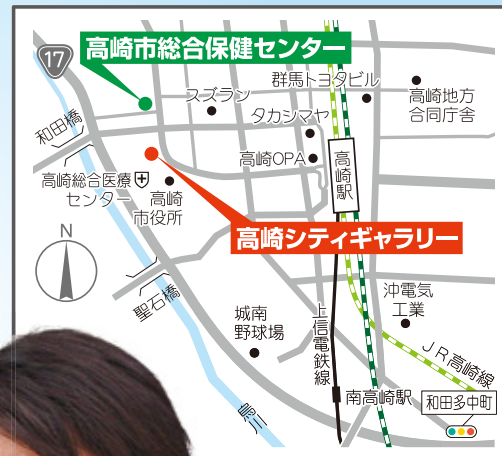 17
高崎市総合保健センター
群馬トヨタビル
スズラン
高崎地方
合同庁舎
タカシマヤ
和田橋
高崎OPA
高崎駅
高崎総合医療
センター
高崎
市役所
高崎シティギャラリー
N
聖石橋
沖電気
工業
城南
野球場
上信電鉄線
JR高崎線
南高崎駅
和田多中町
烏川